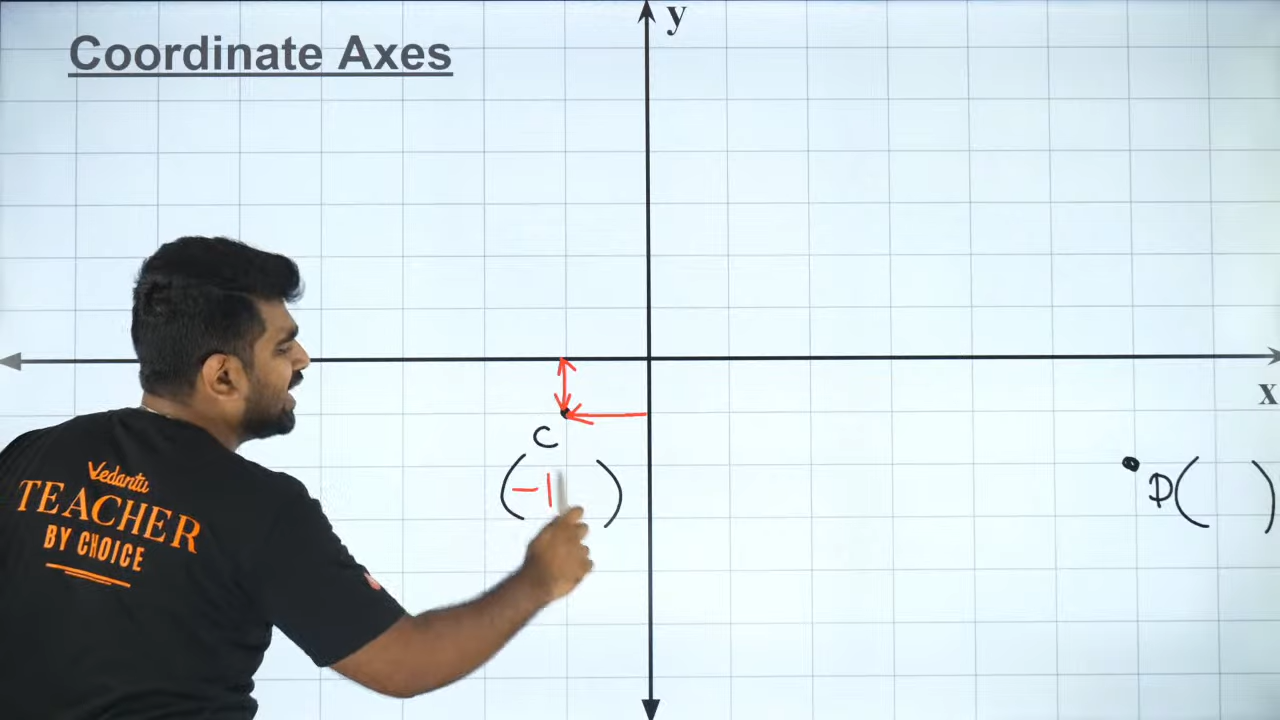 Coordinate Axes
y
x
C
(-1 )
D( )
Vedantu
TEACHER
BY CHOICE